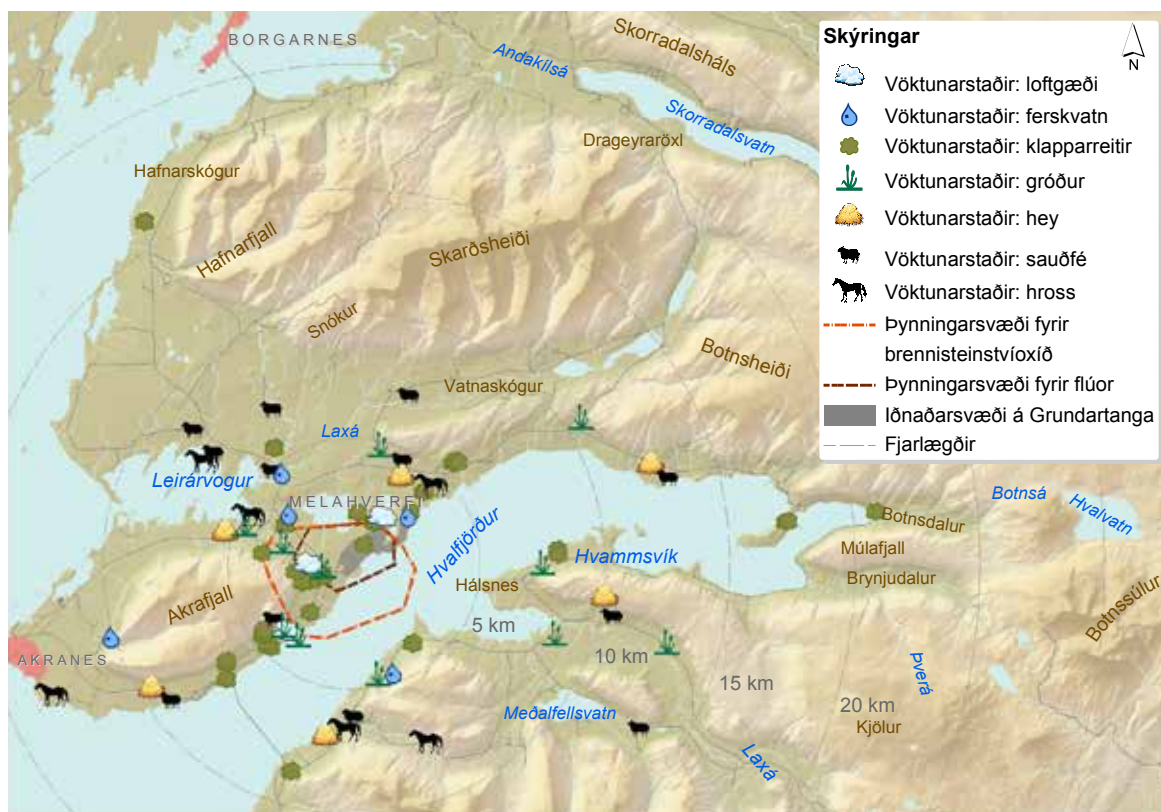 BORGARNES
Andakílsá
Skorradalsháls
Skorradalsvatn
Drageyraröxl
Hafnarskógur
Hafnarfjall
Skarðsheiði
Snókur
Botnsheiði
Vatnaskógur
Laxá
Leirárvogur
MELAHVERFI
Hvalfjörður
Botnsá
Hvalvatn
Botnsdalur
Múlafjall
Brynjudalur
Hvammsvík
Hálsnes
Botnssúlur
Akrafjall
AKRANES
5 km
10 km
15 km
20 km
Þverá
Kjölur
Meðalfellsvatn
Laxá
Skýringar
N
Vöktunarstaðir: loftgæði
Vöktunarstaðir: ferskvatn
Vöktunarstaðir: klapparreitir
Vöktunarstaðir: gróður
Vöktunarstaðir: hey
Vöktunarstaðir: sauðfé
Vöktunarstaðir: hross
Þynningarsvæði fyrir
brennisteinstvíoxíð
Þynningarsvæði fyrir flúor
Iðnaðarsvæði á Grundartanga
Fjarlægðir